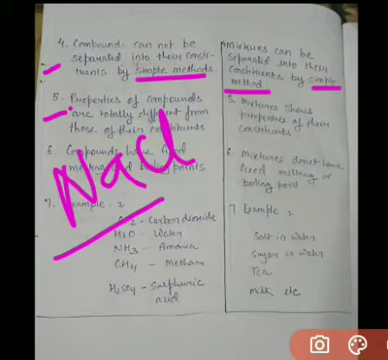 4. Compounds can not be
separated into their consti-
tuents by simple methods
5. Properties of compounds
are totally different from
those of their constituents
6. Compounds have fixed
melting and boiling points
7. Example :
CO2 - Carbondioxide
H2O - Water
NH3 - Amonia
CH4 - Methane
H2SO4 - Sulphuric
acid
NaCl
Mixtures can be
separated into their
Constituents by simple
method
5. Mixtures shows
properties of their
constituents
6. Mixtures don't have
fixed melting or
boiling point
7. Example :
Salt in water
Sugar in water
Tea
milk etc